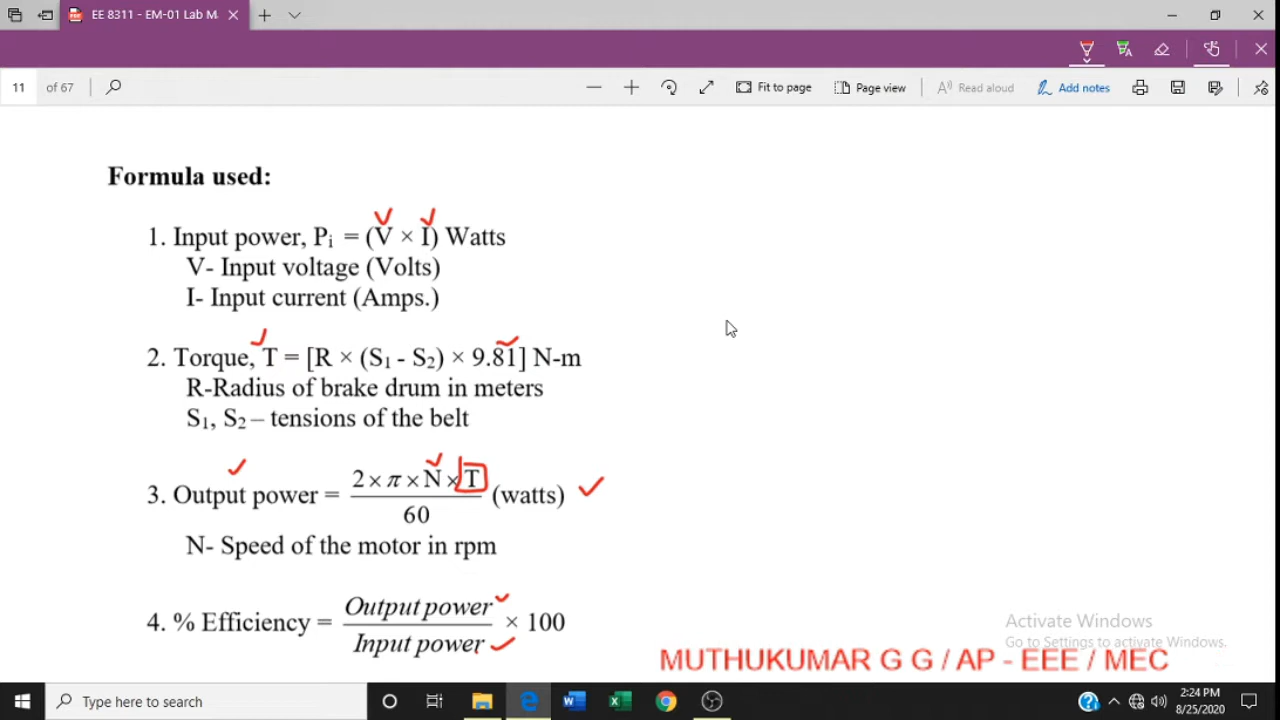 EE 8311 - EM-01 Lab M
11 of 67
Fit to page
Page view
Read aloud
Add notes
Formula used:
1. Input power, Pi = (V × I) Watts
V- Input voltage (Volts)
I- Input current (Amps.)
2. Torque, T = [R × (S1 - S2) × 9.81] N-m
R-Radius of brake drum in meters
S1, S2 – tensions of the belt
3. Output power = 2 × π × N × T / 60 (watts)
N- Speed of the motor in rpm
4. % Efficiency = Output power / Input power × 100
Activate Windows
Go to Settings to activate Windows.
MUTHUKUMAR G G / AP - EEE / MEC
Type here to search
2:24 PM
8/25/2020